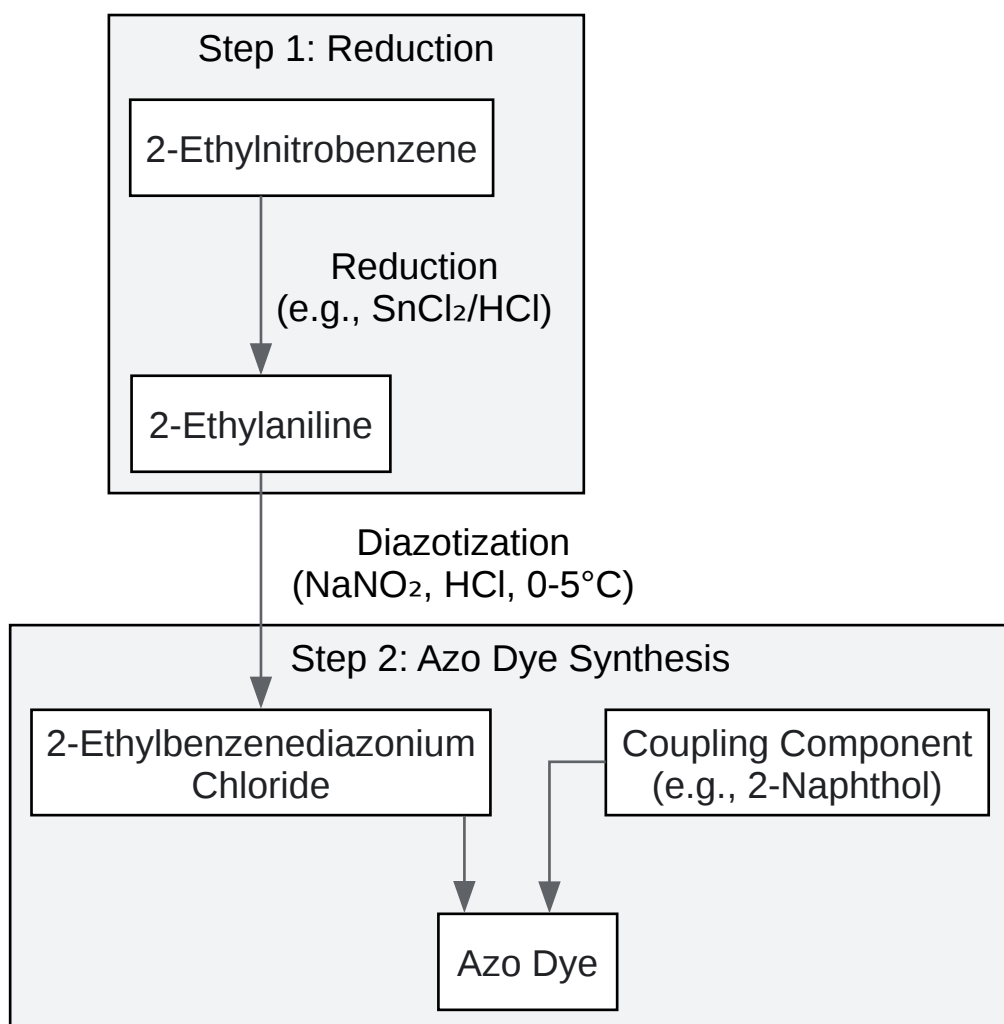 Step 1: Reduction
2-Ethylnitrobenzene
Reduction
(e.g., SnCl₂/HCl)
2-Ethylaniline
Diazotization
(NaNO₂, HCl, 0-5°C)
Step 2: Azo Dye Synthesis
2-Ethylbenzenediazonium
Chloride
Coupling Component
(e.g., 2-Naphthol)
Azo Dye